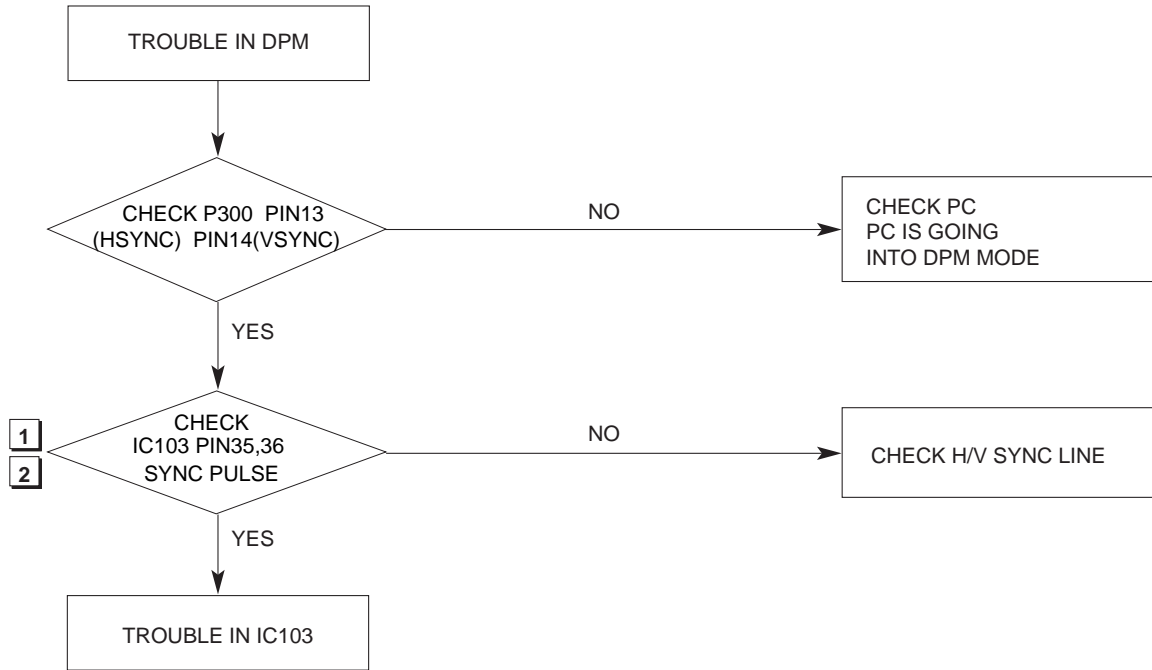 TROUBLE IN DPM
CHECK P300 PIN13
(HSYNC) PIN14(VSYNC)
NO
CHECK PC
PC IS GOING
INTO DPM MODE
YES
1
2
CHECK
IC103 PIN35,36
SYNC PULSE
NO
CHECK H/V SYNC LINE
YES
TROUBLE IN IC103